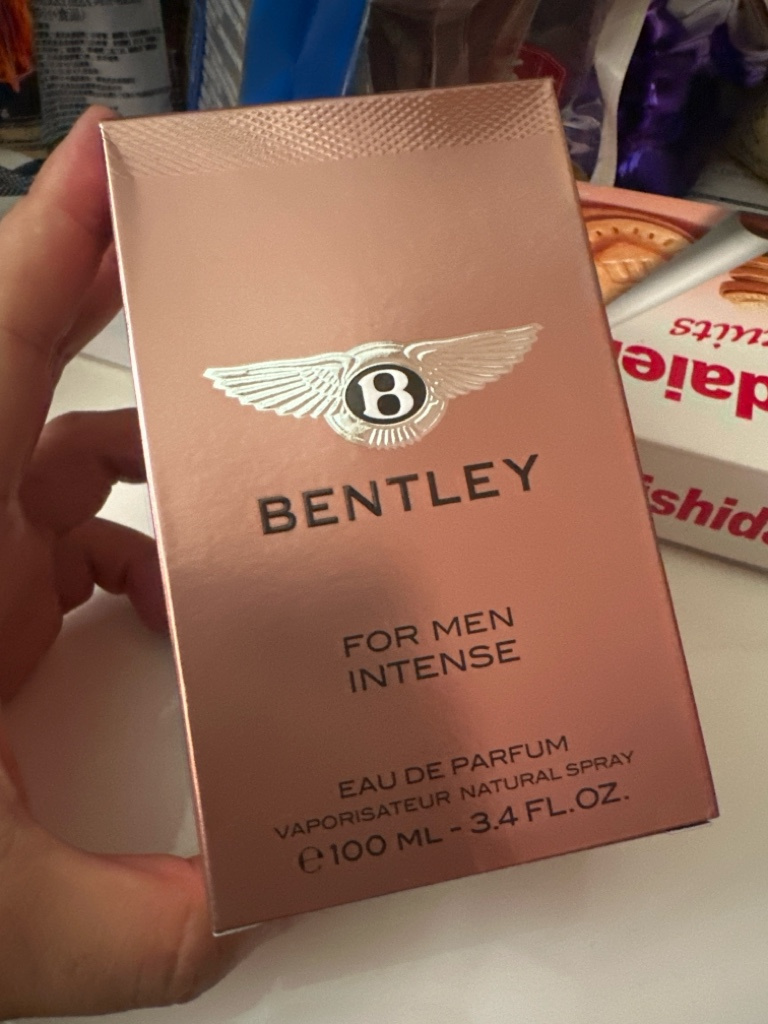 B
BENTLEY
FOR MEN
INTENSE
EAU DE PARFUM
VAPORISATEUR NATURAL SPRAY
℮ 100 ML - 3.4 FL.OZ.